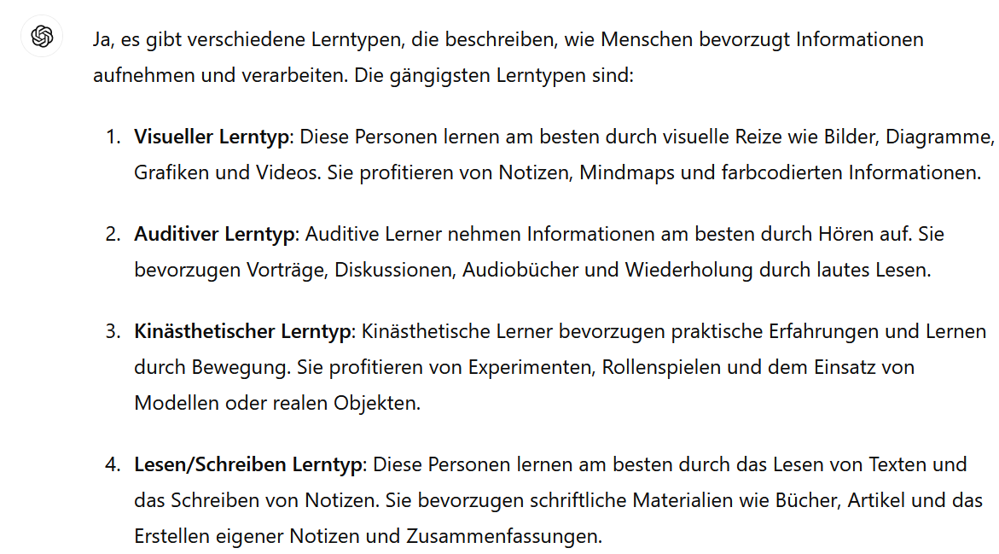 Ja, es gibt verschiedene Lerntypen, die beschreiben, wie Menschen bevorzugt Informationen
aufnehmen und verarbeiten. Die gängigsten Lerntypen sind:
1. Visueller Lerntyp: Diese Personen lernen am besten durch visuelle Reize wie Bilder, Diagramme,
Grafiken und Videos. Sie profitieren von Notizen, Mindmaps und farbcodierten Informationen.
2. Auditiver Lerntyp: Auditive Lerner nehmen Informationen am besten durch Hören auf. Sie
bevorzugen Vorträge, Diskussionen, Audiobücher und Wiederholung durch lautes Lesen.
3. Kinästhetischer Lerntyp: Kinästhetische Lerner bevorzugen praktische Erfahrungen und Lernen
durch Bewegung. Sie profitieren von Experimenten, Rollenspielen und dem Einsatz von
Modellen oder realen Objekten.
4. Lesen/Schreiben Lerntyp: Diese Personen lernen am besten durch das Lesen von Texten und
das Schreiben von Notizen. Sie bevorzugen schriftliche Materialien wie Bücher, Artikel und das
Erstellen eigener Notizen und Zusammenfassungen.